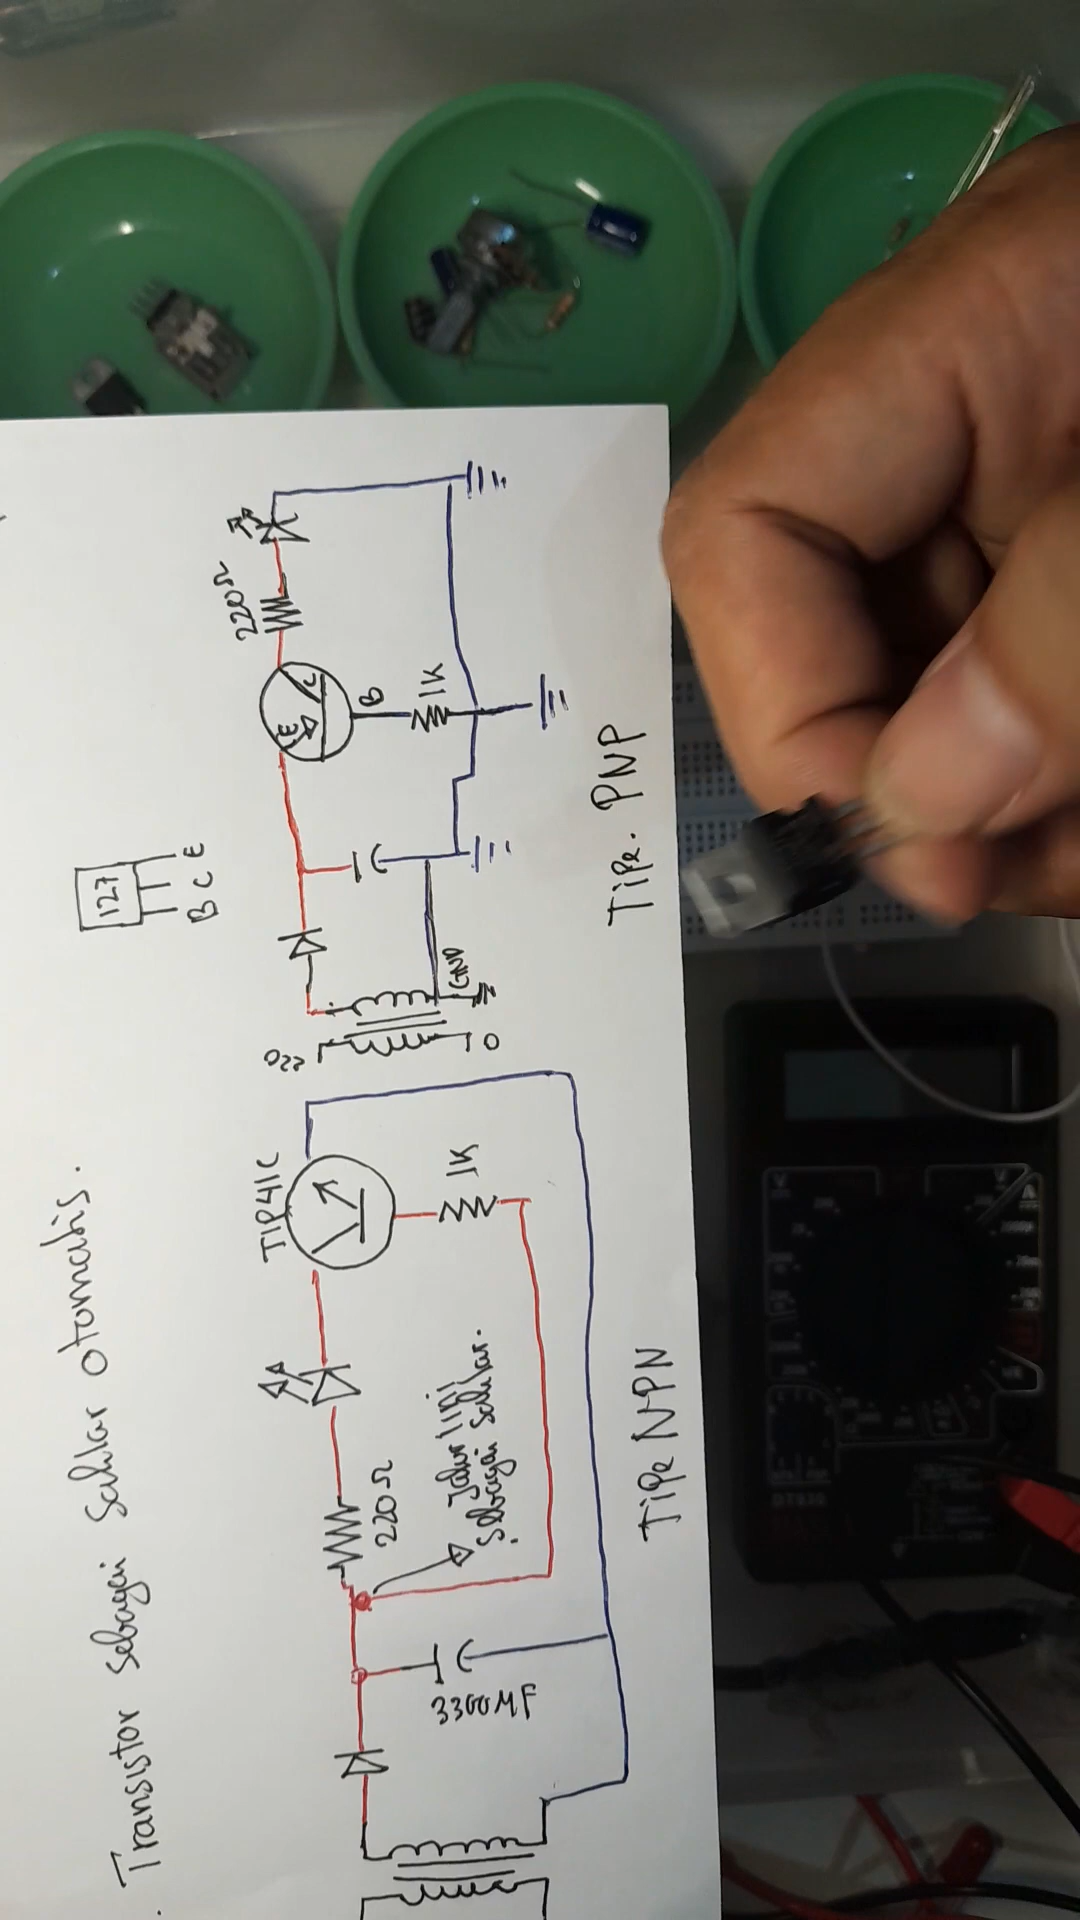 . Transistor sebagai saklar otomatis.
TIP41C
220Ω
1K
3300MF
Jalur ini
sebagai saklar.
TiPe NPN
127
B C E
220
0
GND
E
C
B
220Ω
1K
TiPe. PNP
DT830